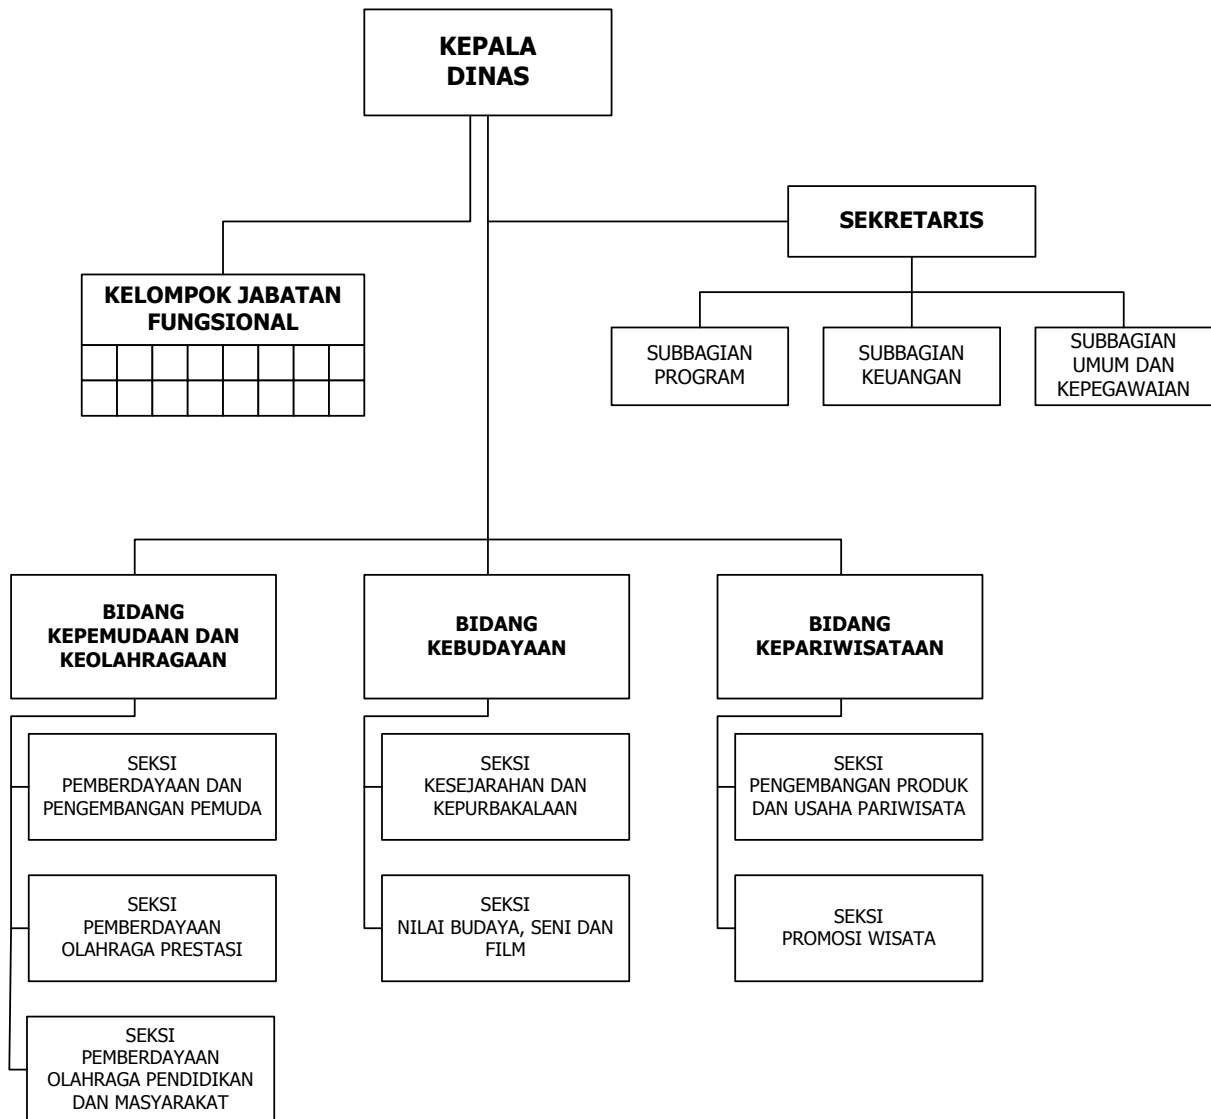 KEPALA
DINAS
SEKRETARIS
KELOMPOK JABATAN
FUNGSIONAL
SUBBAGIAN
PROGRAM
SUBBAGIAN
KEUANGAN
SUBBAGIAN
UMUM DAN
KEPEGAWAIAN
BIDANG
KEPEMUDAAN DAN
KEOLAHRAGAAN
BIDANG
KEBUDAYAAN
BIDANG
KEPARIWISATAAN
SEKSI
PEMBERDAYAAN DAN
PENGEMBANGAN PEMUDA
SEKSI
KESEJARAHAN DAN
KEPURBAKALAAN
SEKSI
PENGEMBANGAN PRODUK
DAN USAHA PARIWISATA
SEKSI
PEMBERDAYAAN
OLAHRAGA PRESTASI
SEKSI
NILAI BUDAYA, SENI DAN
FILM
SEKSI
PROMOSI WISATA
SEKSI
PEMBERDAYAAN
OLAHRAGA PENDIDIKAN
DAN MASYARAKAT